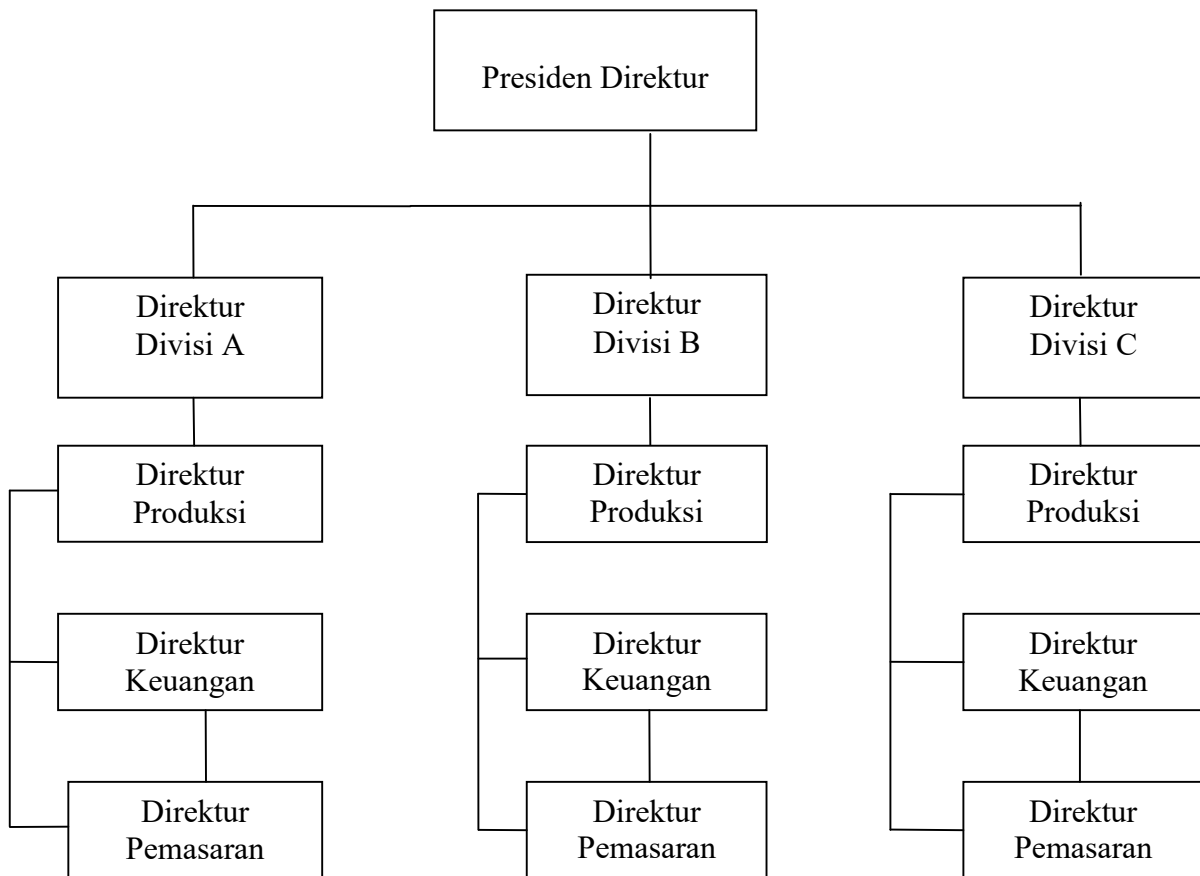 Presiden Direktur
Direktur
Divisi A
Direktur
Divisi B
Direktur
Divisi C
Direktur
Produksi
Direktur
Produksi
Direktur
Produksi
Direktur
Keuangan
Direktur
Keuangan
Direktur
Keuangan
Direktur
Pemasaran
Direktur
Pemasaran
Direktur
Pemasaran